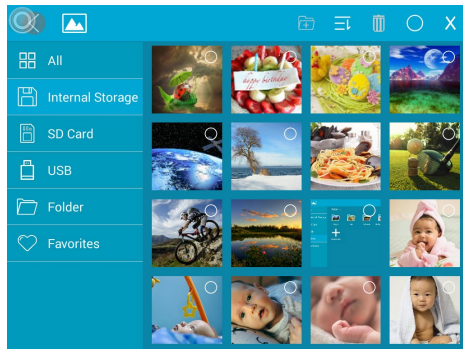 X
All
Internal Storage
SD Card
USB
Folder
Favorites
happy birthday